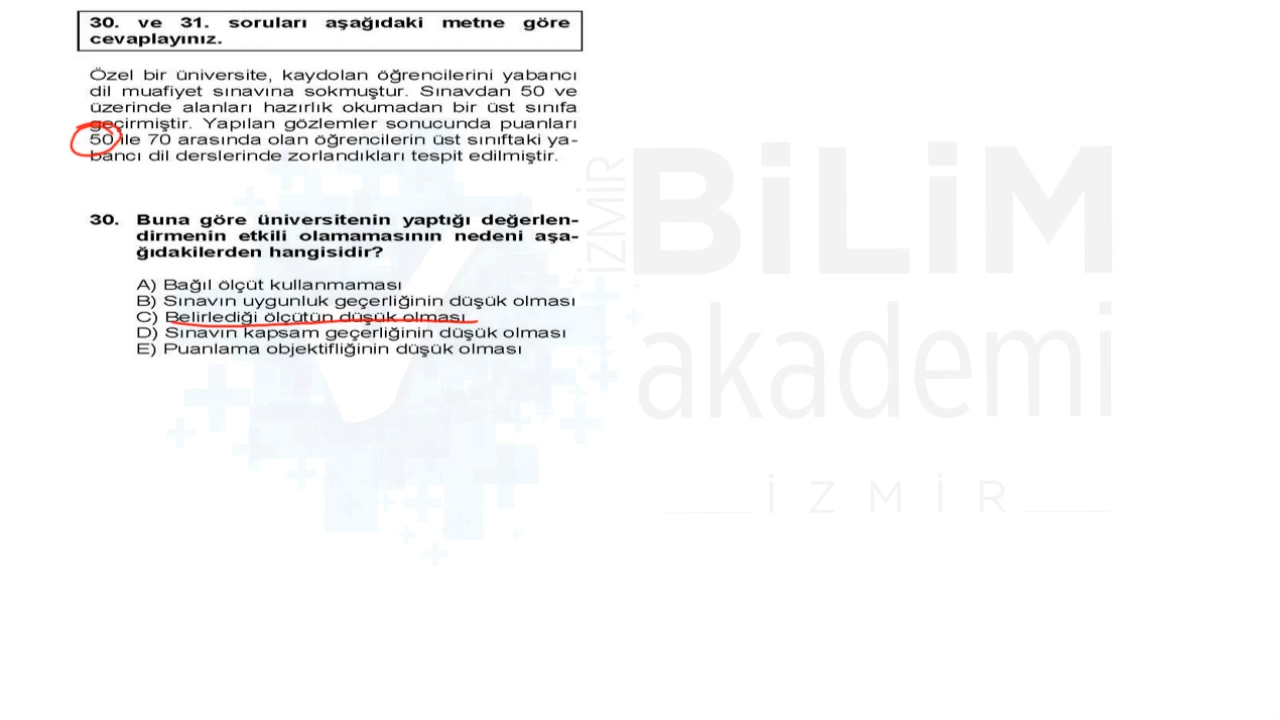 30. ve 31. soruları aşağıdaki metne göre
cevaplayınız.
Özel bir üniversite, kaydolan öğrencilerini yabancı
dil muafiyet sınavına sokmuştur. Sınavdan 50 ve
üzerinde alanları hazırlık okumadan bir üst sınıfa
geçirmiştir. Yapılan gözlemler sonucunda puanları
50 ile 70 arasında olan öğrencilerin üst sınıftaki ya-
bancı dil derslerinde zorlandıkları tespit edilmiştir.
30. Buna göre üniversitenin yaptığı değerlen-
dirmenin etkili olamamasının nedeni aşa-
ğıdakilerden hangisidir?
A) Bağıl ölçüt kullanmaması
B) Sınavın uygunluk geçerliğinin düşük olması
C) Belirlediği ölçütün düşük olması
D) Sınavın kapsam geçerliğinin düşük olması
E) Puanlama objektifliğinin düşük olması
İZMİR
BiLiM
akademi
İZMİR